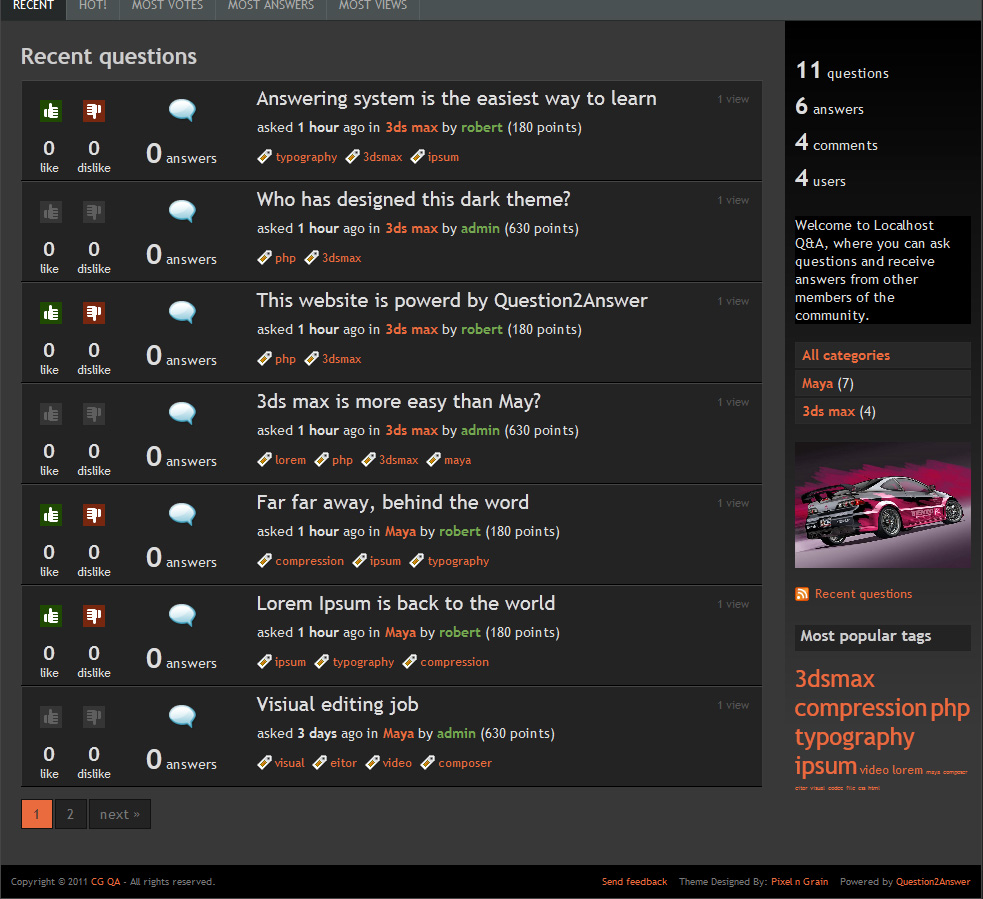 RECENT HOT! MOST VOTES MOST ANSWERS MOST VIEWS
Recent questions
Answering system is the easiest way to learn 1 view
asked 1 hour ago in 3ds max by robert (180 points)
0 like 0 dislike 0 answers
typography 3dsmax ipsum
Who has designed this dark theme? 1 view
asked 1 hour ago in 3ds max by admin (630 points)
0 like 0 dislike 0 answers
php 3dsmax
This website is powerd by Question2Answer 1 view
asked 1 hour ago in 3ds max by robert (180 points)
0 like 0 dislike 0 answers
php 3dsmax
3ds max is more easy than May? 1 view
asked 1 hour ago in 3ds max by admin (630 points)
0 like 0 dislike 0 answers
lorem php 3dsmax maya
Far far away, behind the word 1 view
asked 1 hour ago in Maya by robert (180 points)
0 like 0 dislike 0 answers
compression ipsum typography
Lorem Ipsum is back to the world 1 view
asked 1 hour ago in Maya by robert (180 points)
0 like 0 dislike 0 answers
ipsum typography compression
Visiual editing job 1 view
asked 3 days ago in Maya by admin (630 points)
0 like 0 dislike 0 answers
visual eitor video composer
1 2 next »
11 questions
6 answers
4 comments
4 users
Welcome to Localhost
Q&A, where you can ask
questions and receive
answers from other
members of the
community.
All categories
Maya (7)
3ds max (4)
Recent questions
Most popular tags
3dsmax
compression php
typography
ipsum video lorem maya composer
eitor visual codes file css html
Copyright © 2011 CG QA - All rights reserved.
Send feedback Theme Designed By: Pixel n Grain Powered by Question2Answer